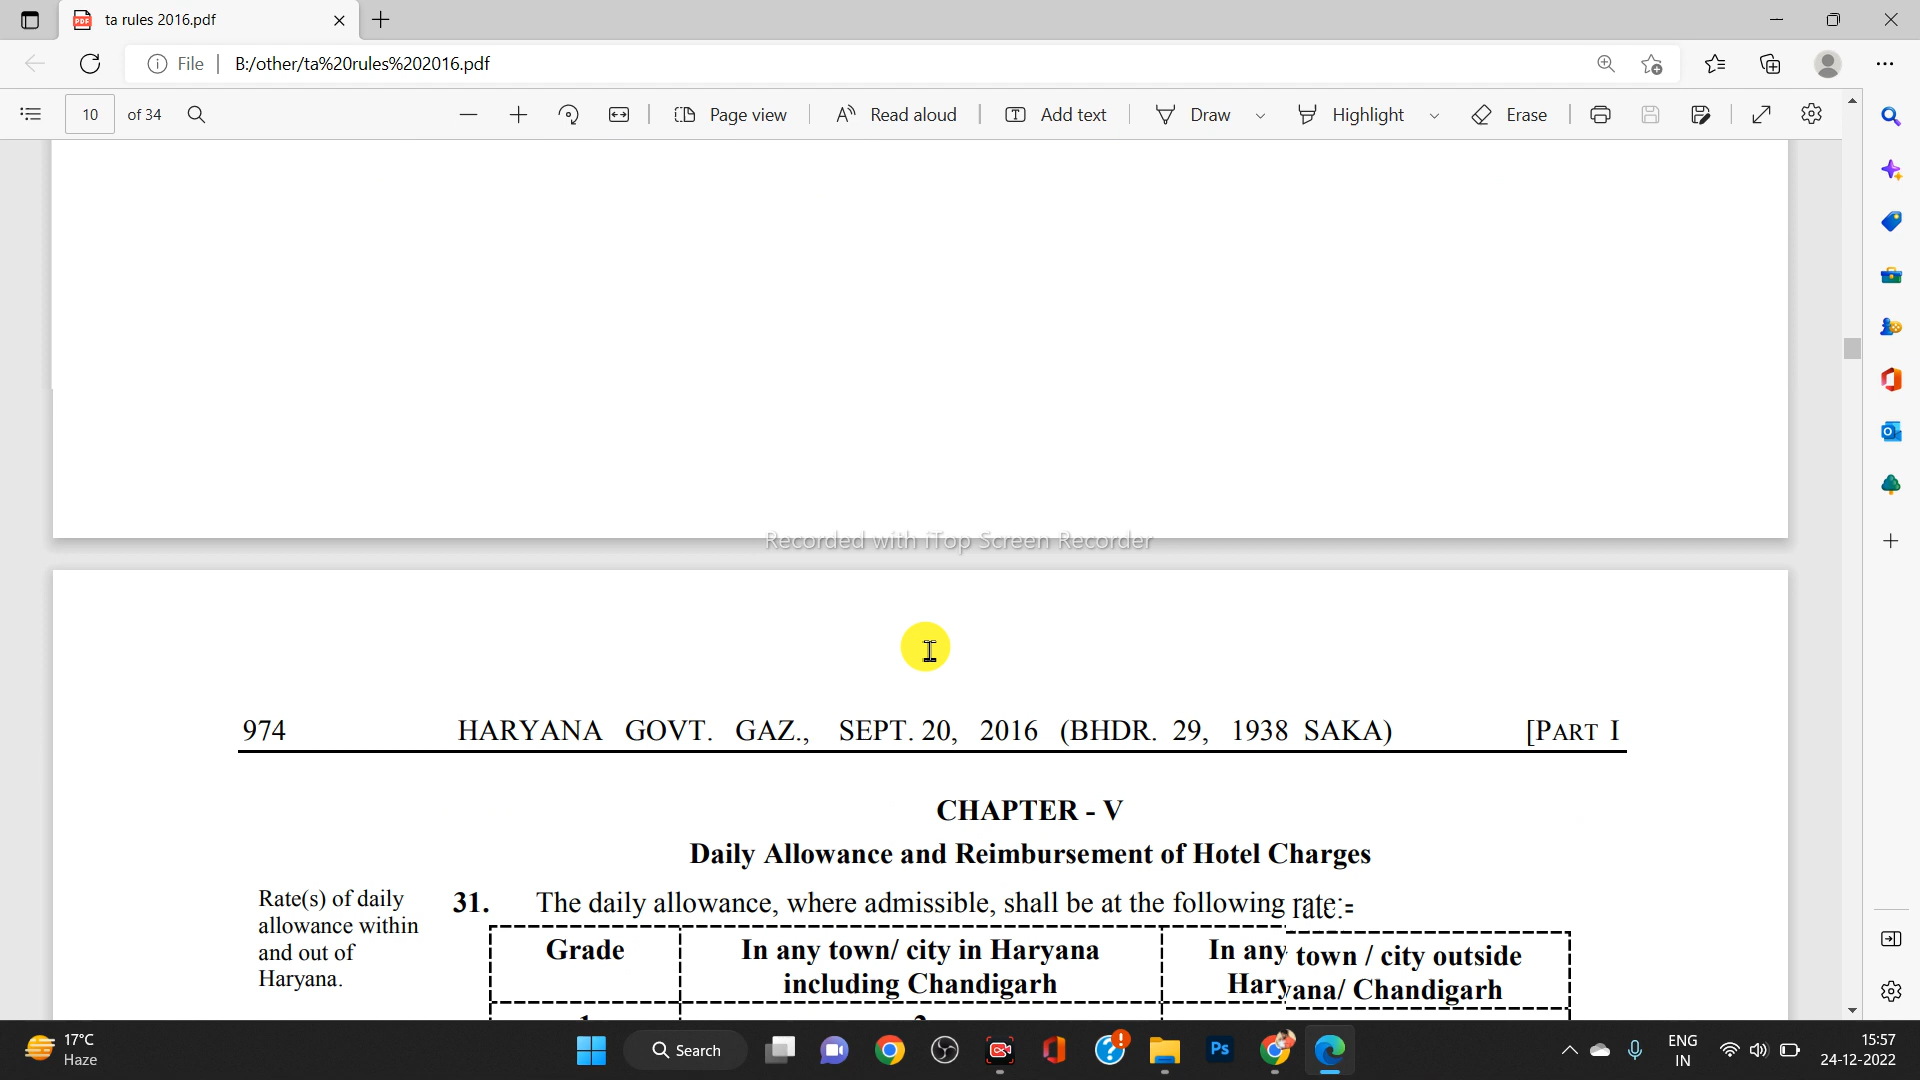 ta rules 2016.pdf
File
B:/other/ta%20rules%202016.pdf
10 of 34
Page view
Read aloud
Add text
Draw
Highlight
Erase
Recorded with iTop Screen Recorder
974 HARYANA GOVT. GAZ., SEPT. 20, 2016 (BHDR. 29, 1938 SAKA) [PART I
CHAPTER - V
Daily Allowance and Reimbursement of Hotel Charges
Rate(s) of daily
allowance within
and out of
Haryana.
31. The daily allowance, where admissible, shall be at the following rate:-
Grade
In any town/ city in Haryana
including Chandigarh
In any town / city outside
Haryana/ Chandigarh
17°C
Haze
Search
Ps
ENG
IN
15:57
24-12-2022